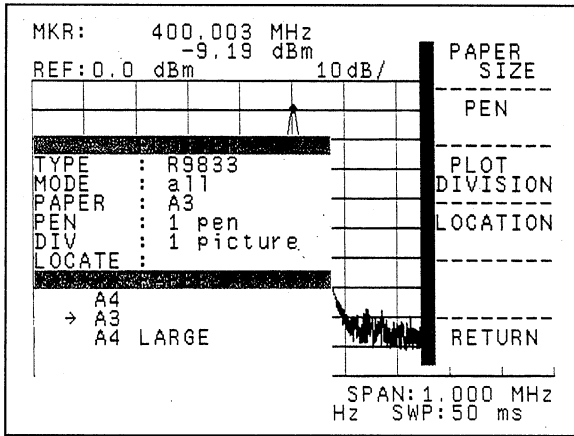 MKR: 400.003 MHz
-9.19 dBm
REF:0.0 dBm 10dB/
TYPE : R9833
MODE : all
PAPER : A3
PEN : 1 pen
DIV : 1 picture
LOCATE :
A4
→ A3
A4 LARGE
SPAN:1.000 MHz
Hz SWP:50 ms
PAPER
SIZE
PEN
PLOT
DIVISION
LOCATION
RETURN